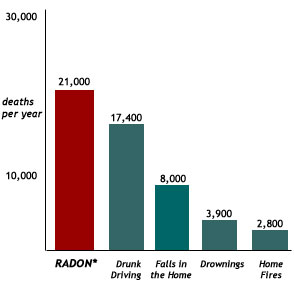 30,000
21,000
deaths
per year
17,400
10,000
8,000
3,900
2,800
RADON*
Drunk
Driving
Falls in
the Home
Drownings
Home
Fires